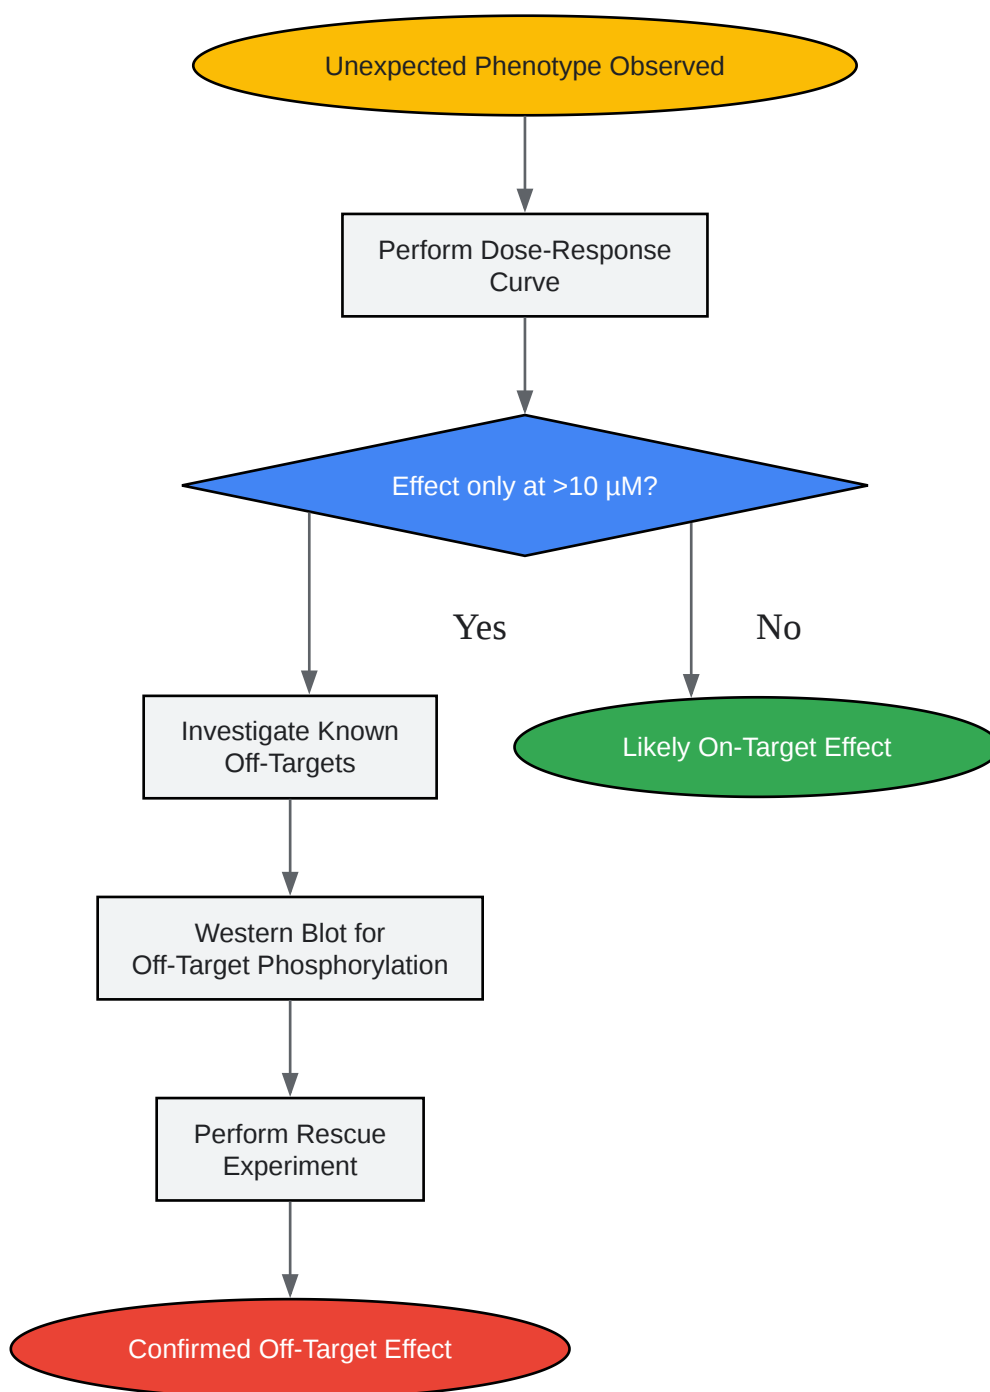 Unexpected Phenotype Observed
Perform Dose-Response
Curve
Effect only at >10 µM?
Yes
No
Investigate Known
Off-Targets
Likely On-Target Effect
Western Blot for
Off-Target Phosphorylation
Perform Rescue
Experiment
Confirmed Off-Target Effect